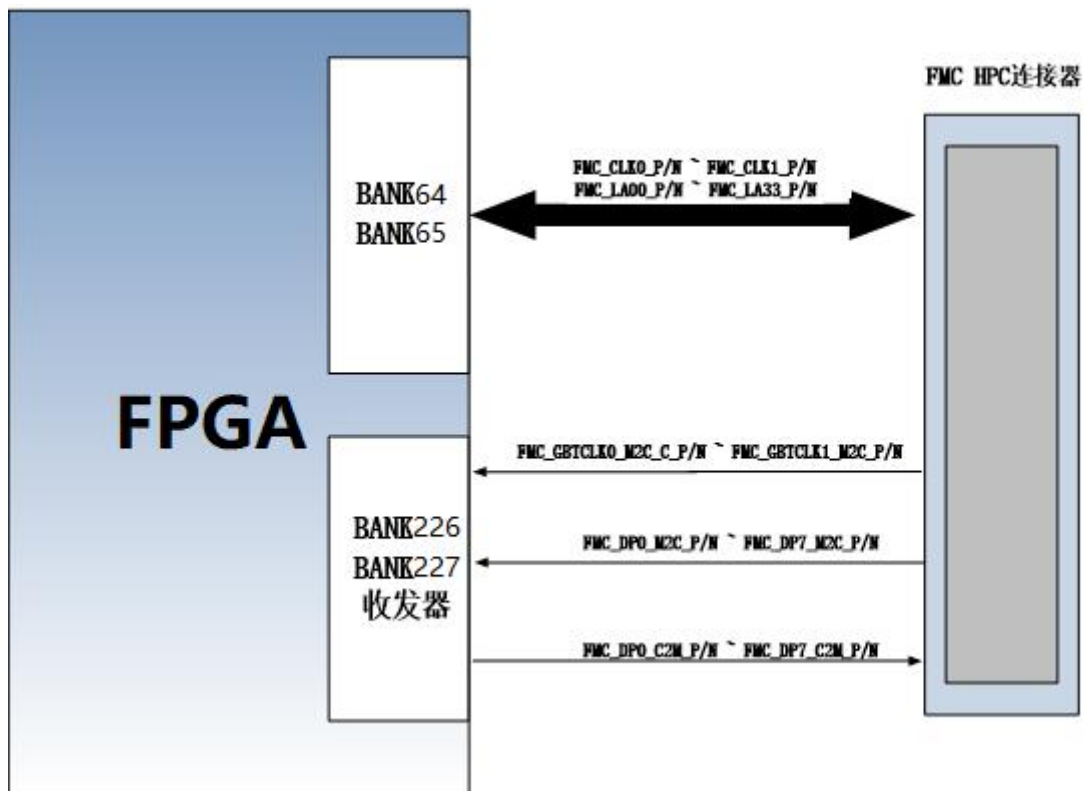 FMC HPC连接器
FMC_CLK0_P/N ~ FMC_CLK1_P/N
FMC_LA00_P/N ~ FMC_LA33_P/N
BANK64
BANK65
FPGA
FMC_GBTCLK0_M2C_C_P/N ~ FMC_GBTCLK1_M2C_P/N
BANK226
BANK227
收发器
FMC_DP0_M2C_P/N ~ FMC_DP7_M2C_P/N
FMC_DP0_C2M_P/N ~ FMC_DP7_C2M_P/N